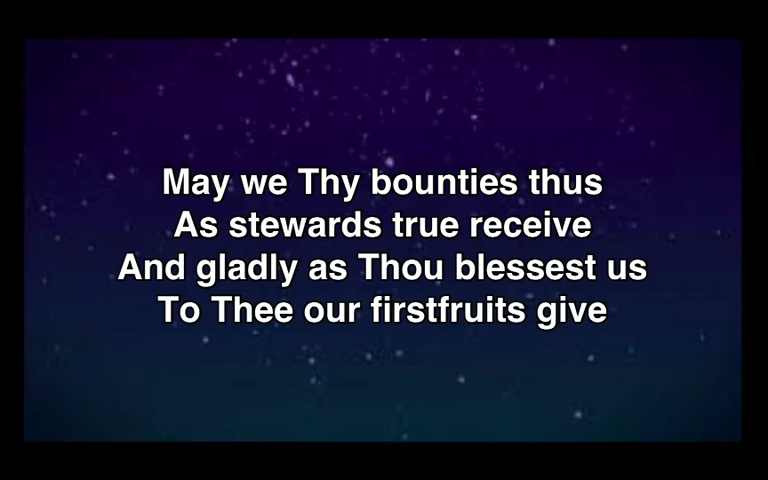 May we Thy bounties thus
As stewards true receive
And gladly as Thou blessest us
To Thee our firstfruits give